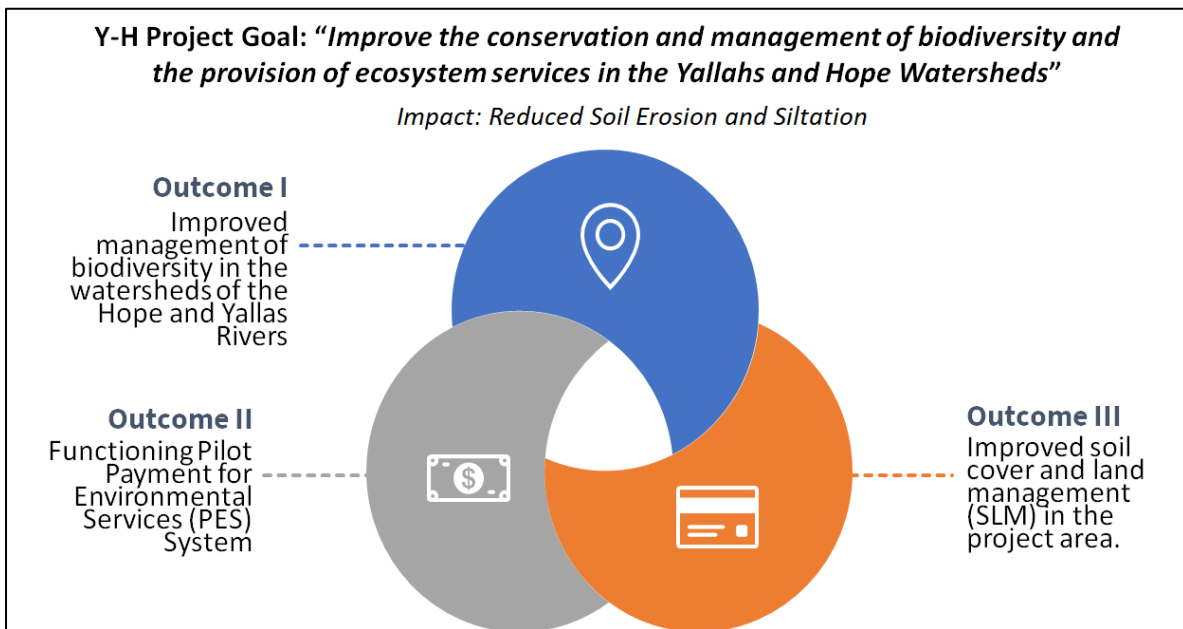 Y-H Project Goal: “Improve the conservation and management of biodiversity and
the provision of ecosystem services in the Yallahs and Hope Watersheds”
Impact: Reduced Soil Erosion and Siltation
Outcome I
Improved
management of
biodiversity in the
watersheds of the
Hope and Yallas
Rivers
Outcome II
Functioning Pilot
Payment for
Environmental
Services (PES)
System
$
Outcome III
Improved soil
cover and land
management
(SLM) in the
project area.